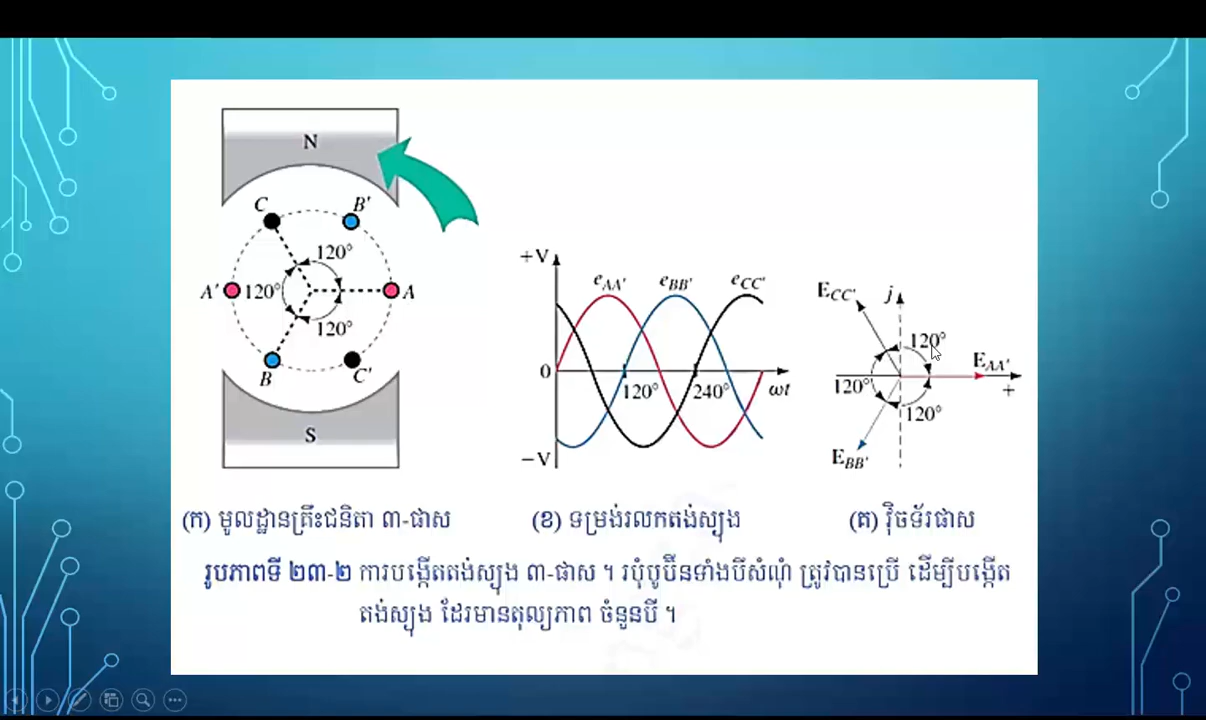 N
C
B'
120°
A'
120°
A
120°
B
C'
S
+V
e_AA'
e_BB'
e_CC'
0
120°
240°
ωt
−V
E_CC'
j
120°
E_AA'
120°
+
120°
E_BB'
(ក) មូលដ្ឋានគ្រឹះជនិតា ៣-ផាស
(ខ) ទម្រង់រលកតង់ស្យុង
(គ) វ៉ិចទ័រផាស
រូបភាពទី ២៣-២ ការបង្កើតតង់ស្យុង ៣-ផាស ។ របុំបូប៊ីនទាំងបីសំណុំ ត្រូវបានប្រើ ដើម្បីបង្កើត
តង់ស្យុង ដែរមានតុល្យភាព ចំនួនបី ។